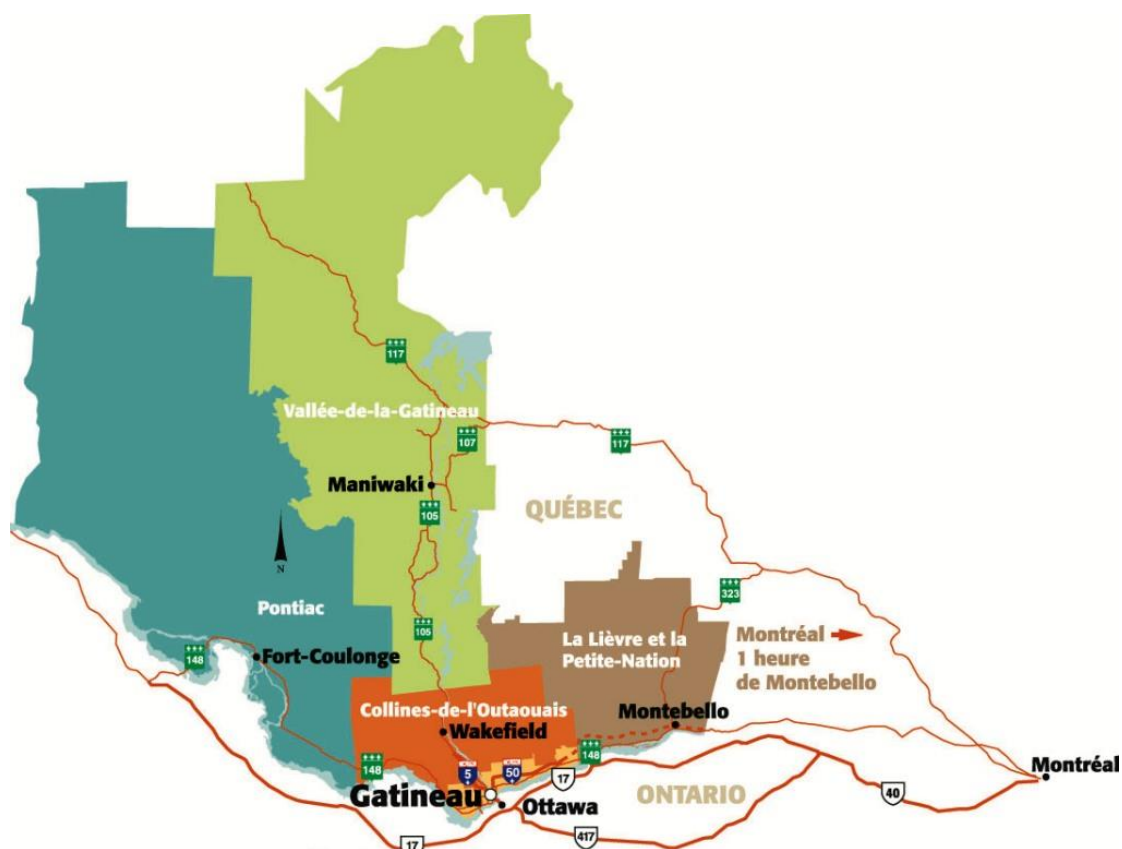 117
Vallée-de-la-Gatineau
107
117
Maniwaki
105
QUÉBEC
N
323
Pontiac
105
La Lièvre et la
Petite-Nation
Montréal
1 heure
de Montebello
148
Fort-Coulonge
Collines-de-l'Outaouais
Montebello
Wakefield
148
148
5
50
17
Montréal
Gatineau
Ottawa
ONTARIO
40
17
417